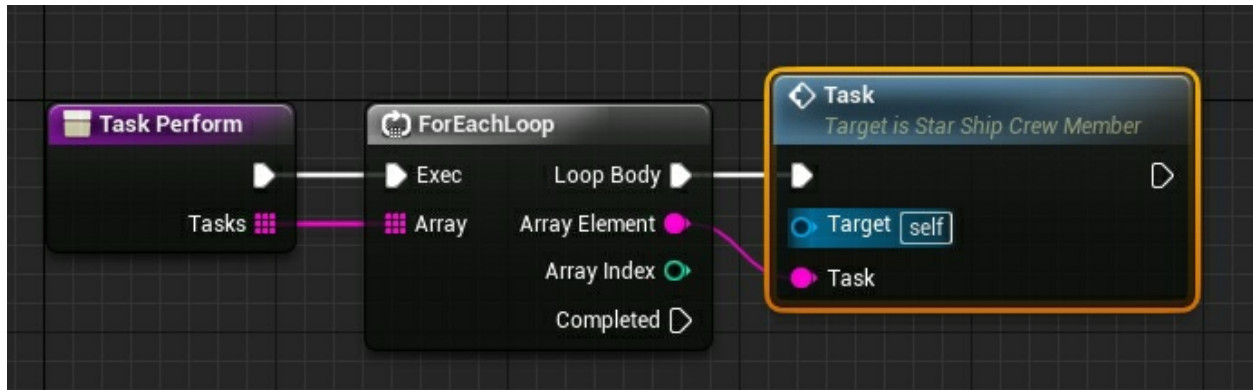 Task Perform
Tasks
ForEachLoop
Exec
Loop Body
Array
Array Element
Array Index
Completed
Task
Target is Star Ship Crew Member
Target self
Task